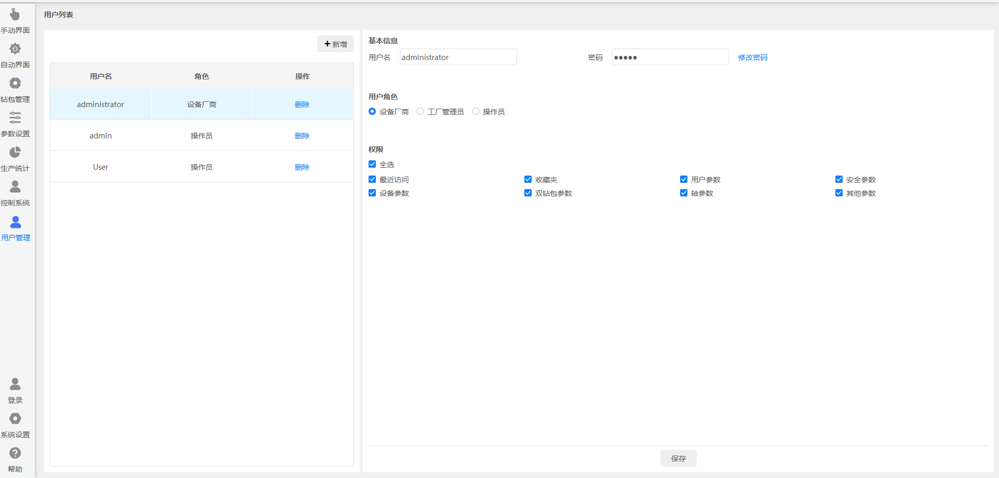 手动界面
自动界面
钻包管理
参数设置
生产统计
控制系统
用户管理
登录
系统设置
帮助
用户列表
新增
用户名 角色 操作
administrator 设备厂商 删除
admin 操作员 删除
User 操作员 删除
基本信息
用户名 administrator 密码 ●●●●● 修改密码
用户角色
设备厂商 工厂管理员 操作员
权限
全选
最近访问 收藏夹 用户参数 安全参数
设备参数 双钻包参数 轴参数 其他参数
保存